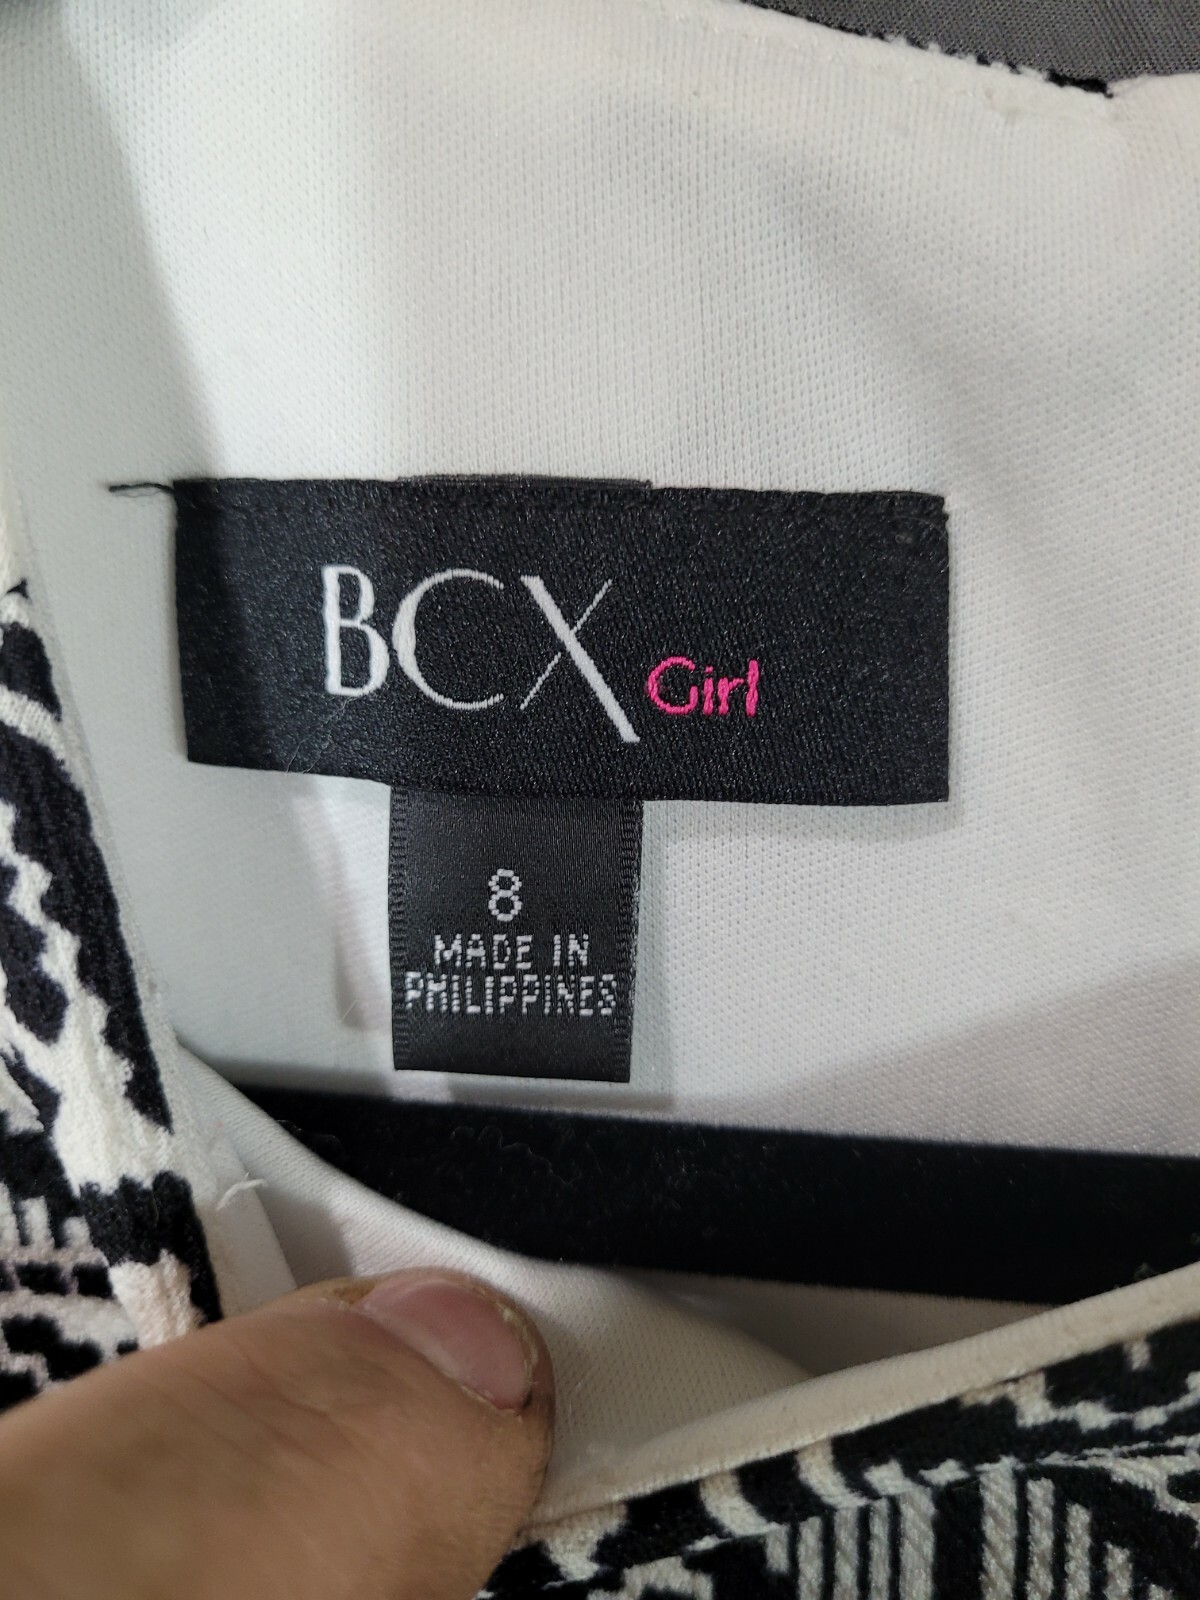 BCX Girl
8
MADE IN
PHILIPPINES